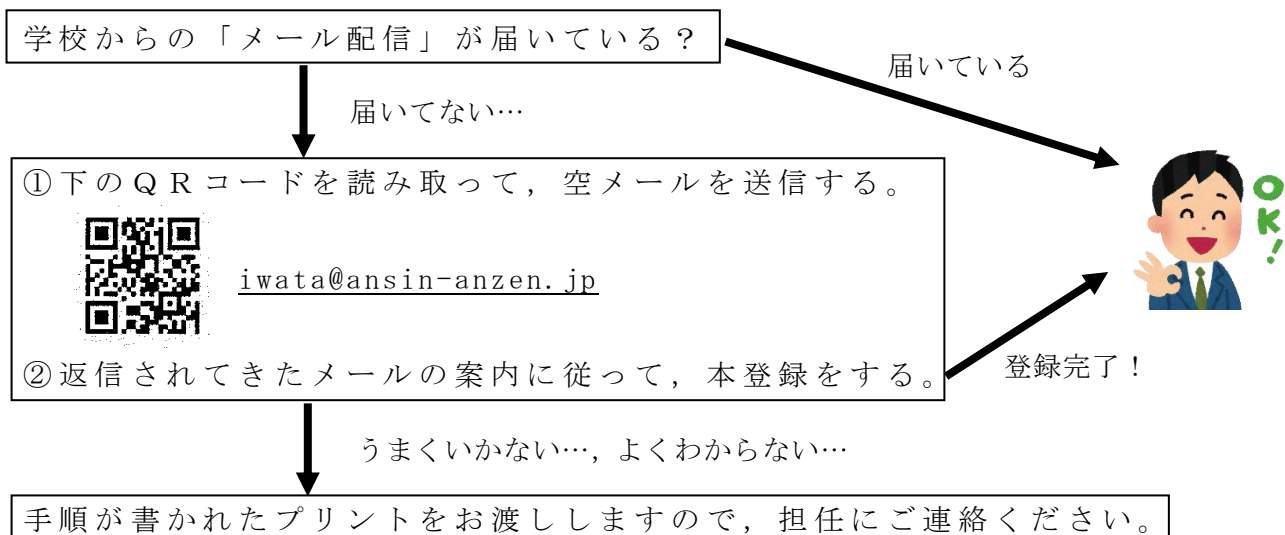 学校からの「メール配信」が届いている？
届いている
届いてない…
①下のＱＲコードを読み取って，空メールを送信する。
OK!
iwata@ansin-anzen.jp
②返信されてきたメールの案内に従って，本登録をする。
登録完了！
うまくいかない…，よくわからない…
手順が書かれたプリントをお渡ししますので，担任にご連絡ください。